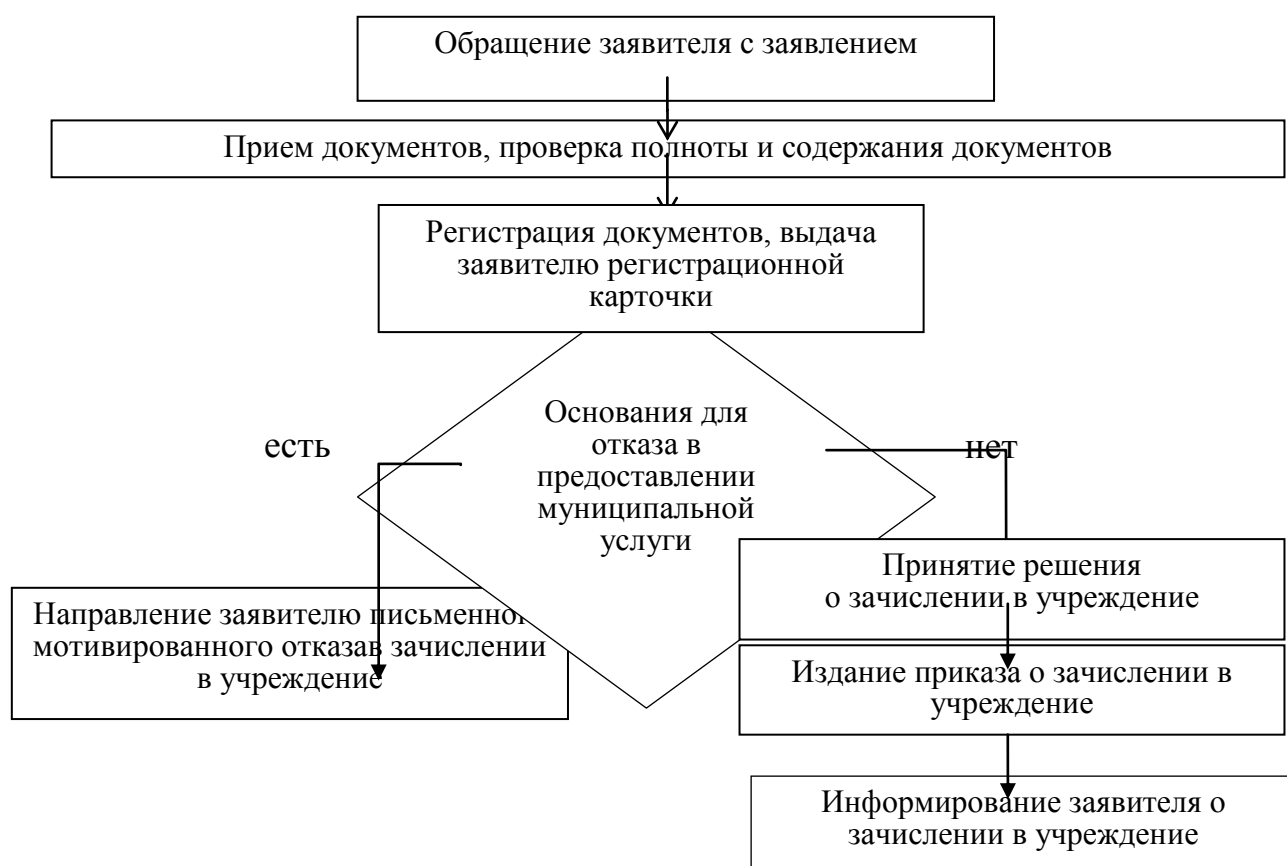 Обращение заявителя с заявлением
Прием документов, проверка полноты и содержания документов
Регистрация документов, выдача
заявителю регистрационной
карточки
Основания для
отказа в
предоставлении
муниципальной
услуги
есть
нет
Направление заявителю письменного
мотивированного отказав зачислении
в учреждение
Принятие решения
о зачислении в учреждение
Издание приказа о зачислении в
учреждение
Информирование заявителя о
зачислении в учреждение